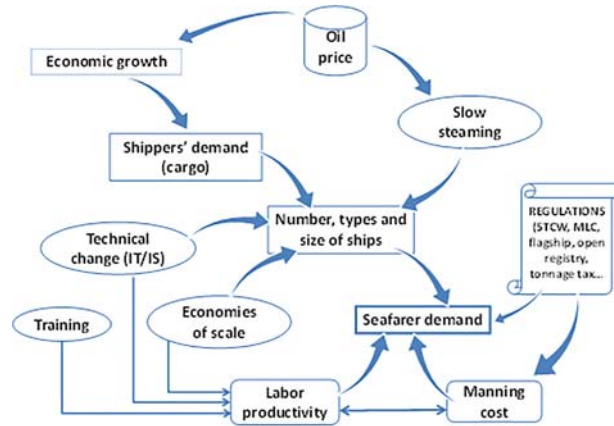 Oil
price
Economic growth
Slow
steaming
Shippers' demand
(cargo)
REGULATIONS
(STCW, MLC,
flagship, open
registry,
tonnage tax...
Number, types and
size of ships
Technical
change (IT/IS)
Training
Economies
of scale
Seafarer demand
Labor
productivity
Manning
cost